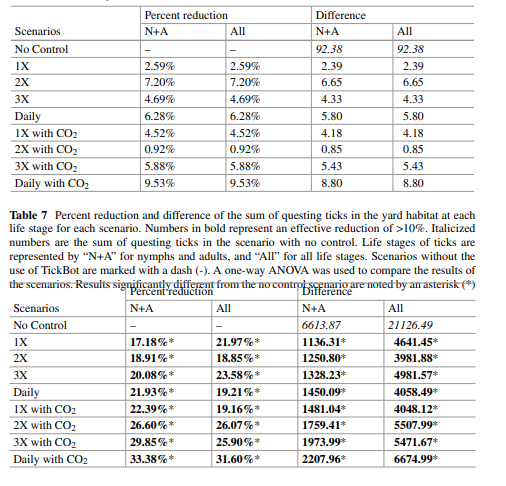 Percent reduction Difference
Scenarios N+A All N+A All
No Control – – 92.38 92.38
1X 2.59% 2.59% 2.39 2.39
2X 7.20% 7.20% 6.65 6.65
3X 4.69% 4.69% 4.33 4.33
Daily 6.28% 6.28% 5.80 5.80
1X with CO₂ 4.52% 4.52% 4.18 4.18
2X with CO₂ 0.92% 0.92% 0.85 0.85
3X with CO₂ 5.88% 5.88% 5.43 5.43
Daily with CO₂ 9.53% 9.53% 8.80 8.80
Table 7 Percent reduction and difference of the sum of questing ticks in the yard habitat at each
life stage for each scenario. Numbers in bold represent an effective reduction of >10%. Italicized
numbers are the sum of questing ticks in the scenario with no control. Life stages of ticks are
represented by “N+A” for nymphs and adults, and “All” for all life stages. Scenarios without the
use of TickBot are marked with a dash (-). A one-way ANOVA was used to compare the results of
the scenarios. Results significantly different from the no control scenario are noted by an asterisk (*)
Percent reduction Difference
Scenarios N+A All N+A All
No Control – – 6613.87 21126.49
1X 17.18%* 21.97%* 1136.31* 4641.45*
2X 18.91%* 18.85%* 1250.80* 3981.88*
3X 20.08%* 23.58%* 1328.23* 4981.57*
Daily 21.93%* 19.21%* 1450.09* 4058.49*
1X with CO₂ 22.39%* 19.16%* 1481.04* 4048.12*
2X with CO₂ 26.60%* 26.07%* 1759.41* 5507.99*
3X with CO₂ 29.85%* 25.90%* 1973.99* 5471.67*
Daily with CO₂ 33.38%* 31.60%* 2207.96* 6674.99*